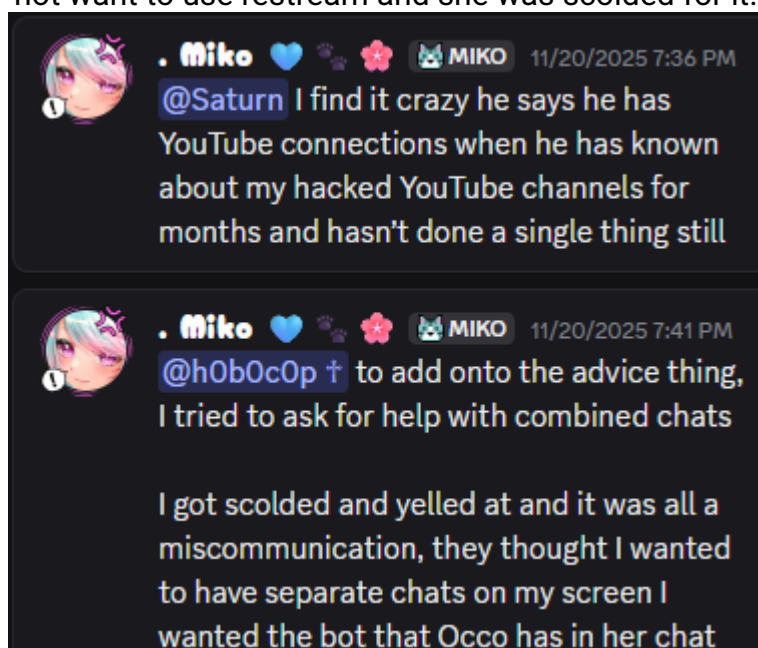 not want to use restream and she was scolded for it.
. Miko 💙 🐾 🌸 MIKO 11/20/2025 7:36 PM
@Saturn I find it crazy he says he has
YouTube connections when he has known
about my hacked YouTube channels for
months and hasn't done a single thing still
. Miko 💙 🐾 🌸 MIKO 11/20/2025 7:41 PM
@h0b0c0p † to add onto the advice thing,
I tried to ask for help with combined chats
I got scolded and yelled at and it was all a
miscommunication, they thought I wanted
to have separate chats on my screen I
wanted the bot that Occo has in her chat